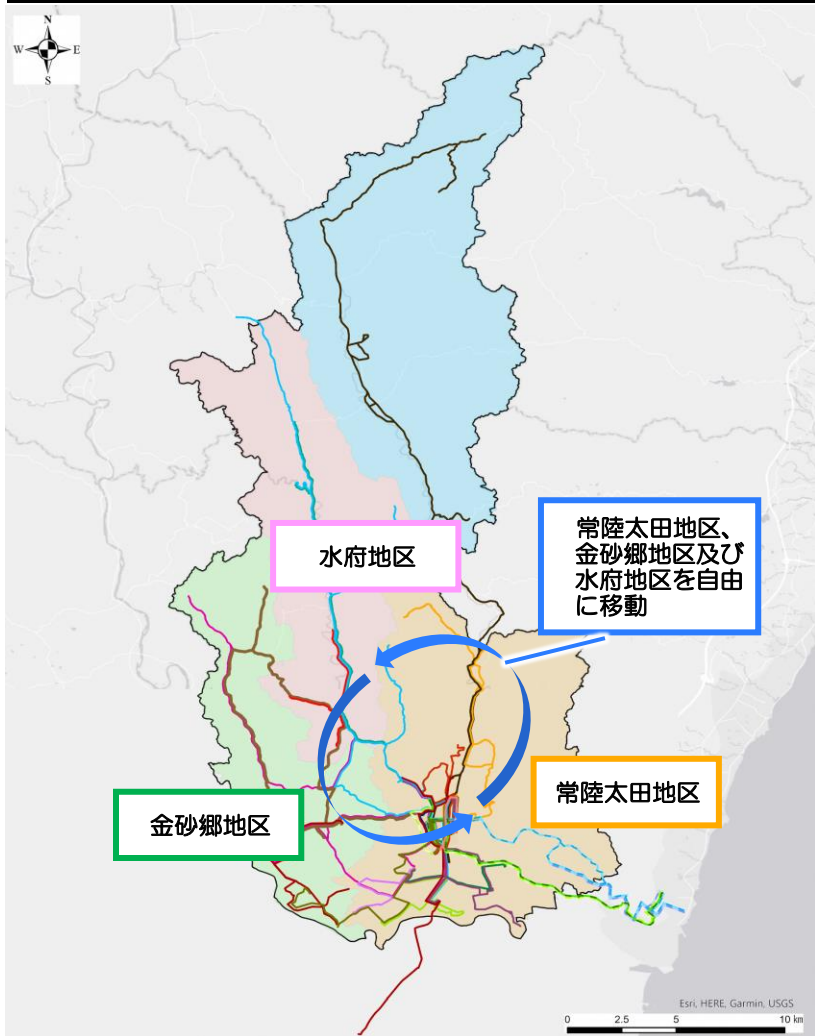 N
W E
S
水府地区
常陸太田地区、
金砂郷地区及び
水府地区を自由
に移動
常陸太田地区
金砂郷地区
Esri, HERE, Garmin, USGS
0 2.5 5 10 km